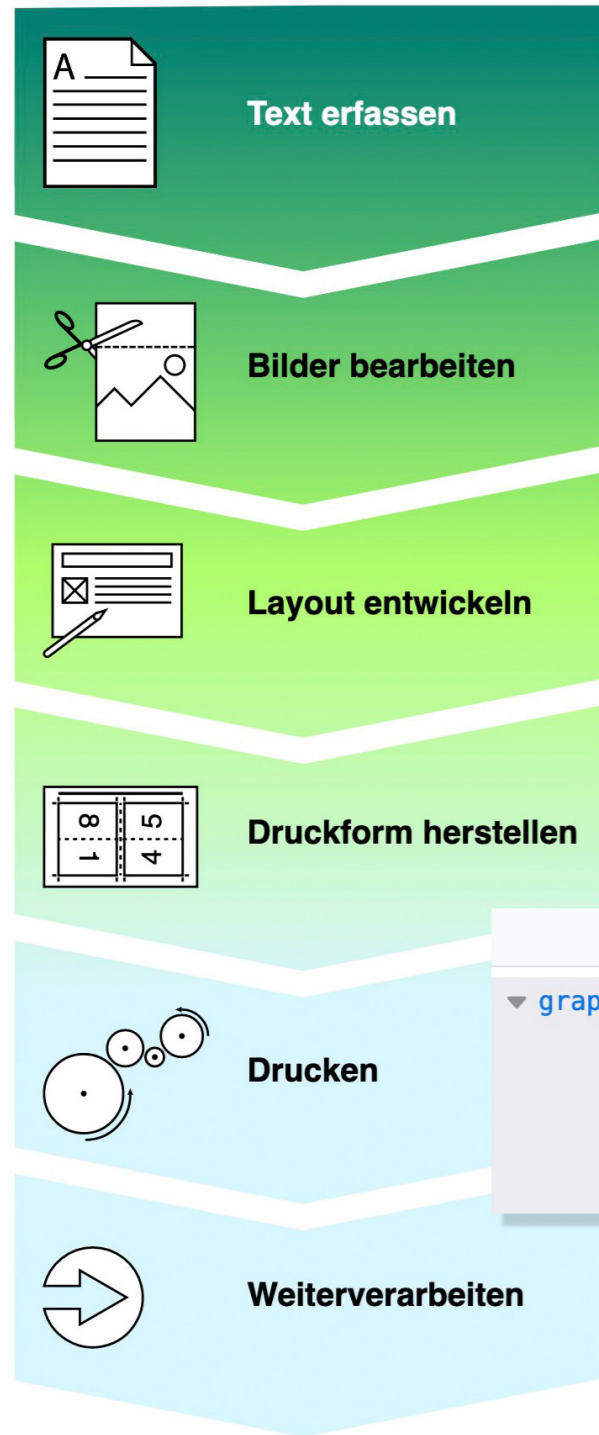 A
Text erfassen
Bilder bearbeiten
Layout entwickeln
8 5
1 4
Druckform herstellen
grap
Drucken
Weiterverarbeiten